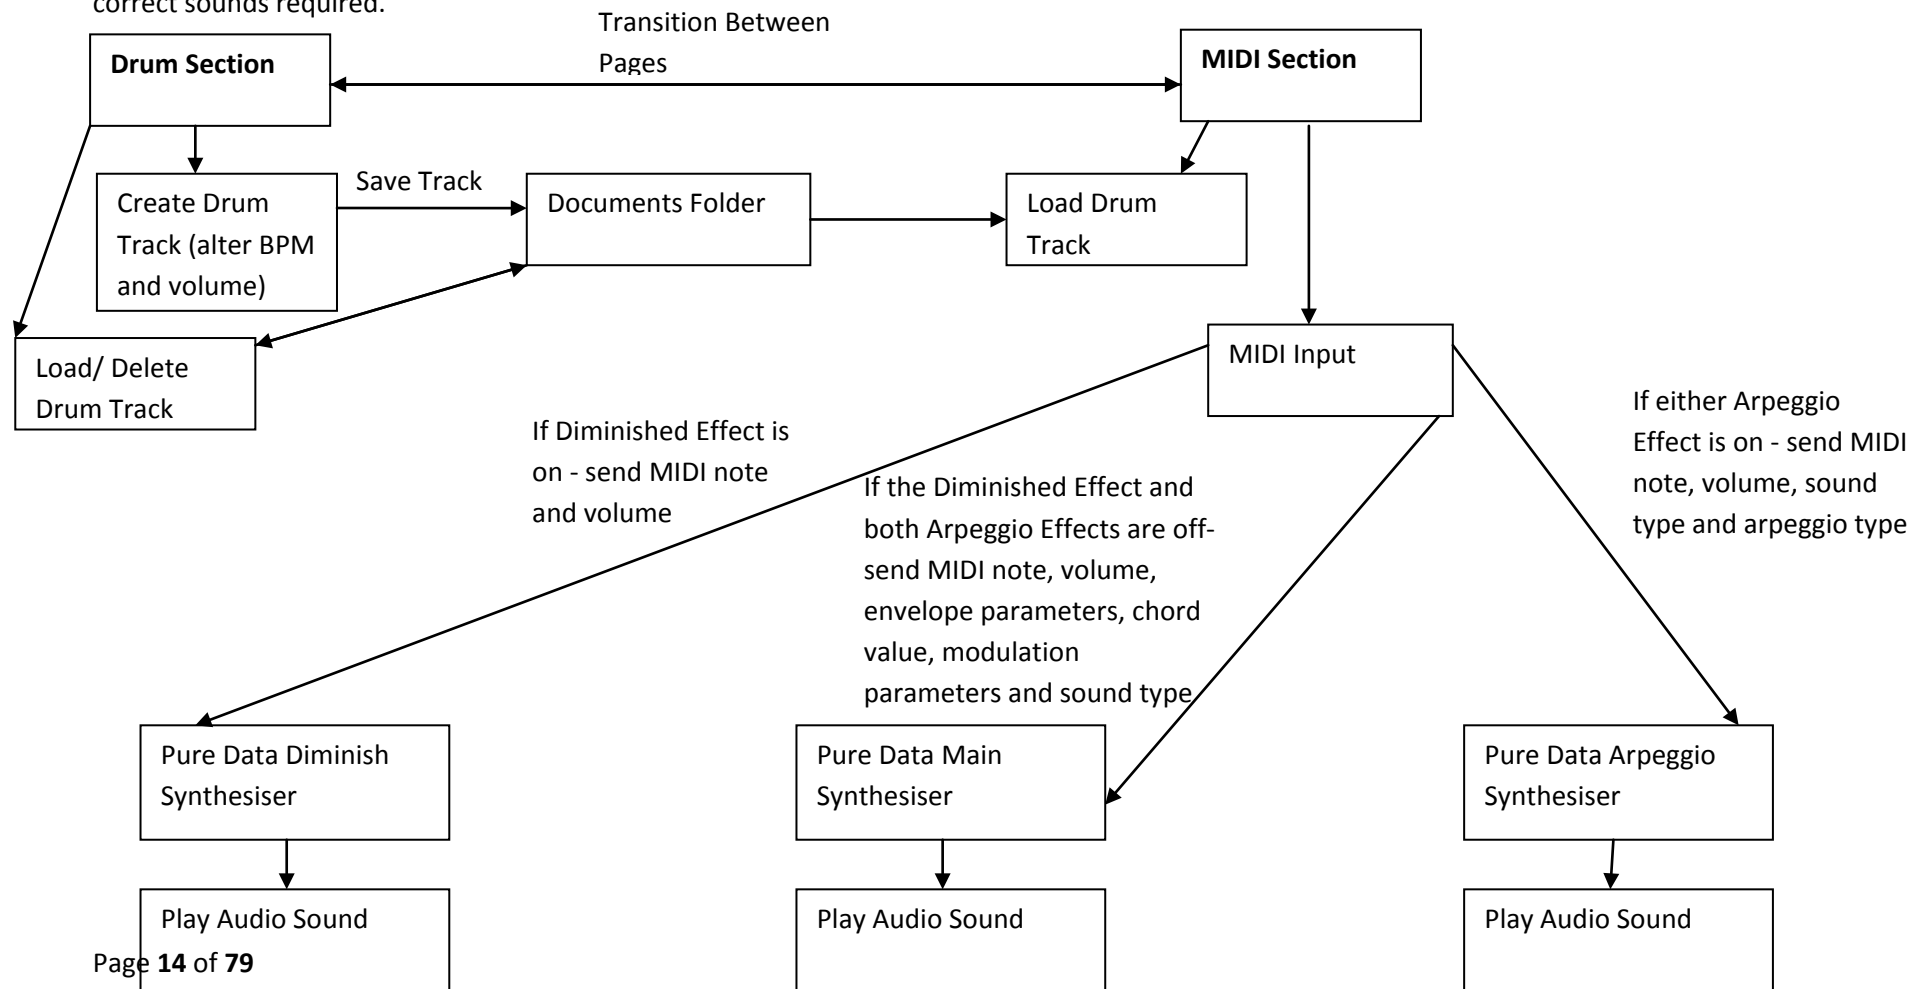 correct sounds required.
Transition Between
Pages
Drum Section
MIDI Section
Create Drum
Track (alter BPM
and volume)
Save Track
Documents Folder
Load Drum
Track
Load/ Delete
Drum Track
MIDI Input
If Diminished Effect is
on - send MIDI note
and volume
If the Diminished Effect and
both Arpeggio Effects are off-
send MIDI note, volume,
envelope parameters, chord
value, modulation
parameters and sound type
If either Arpeggio
Effect is on - send MIDI
note, volume, sound
type and arpeggio type
Pure Data Diminish
Synthesiser
Pure Data Main
Synthesiser
Pure Data Arpeggio
Synthesiser
Play Audio Sound
Play Audio Sound
Play Audio Sound
Page 14 of 79